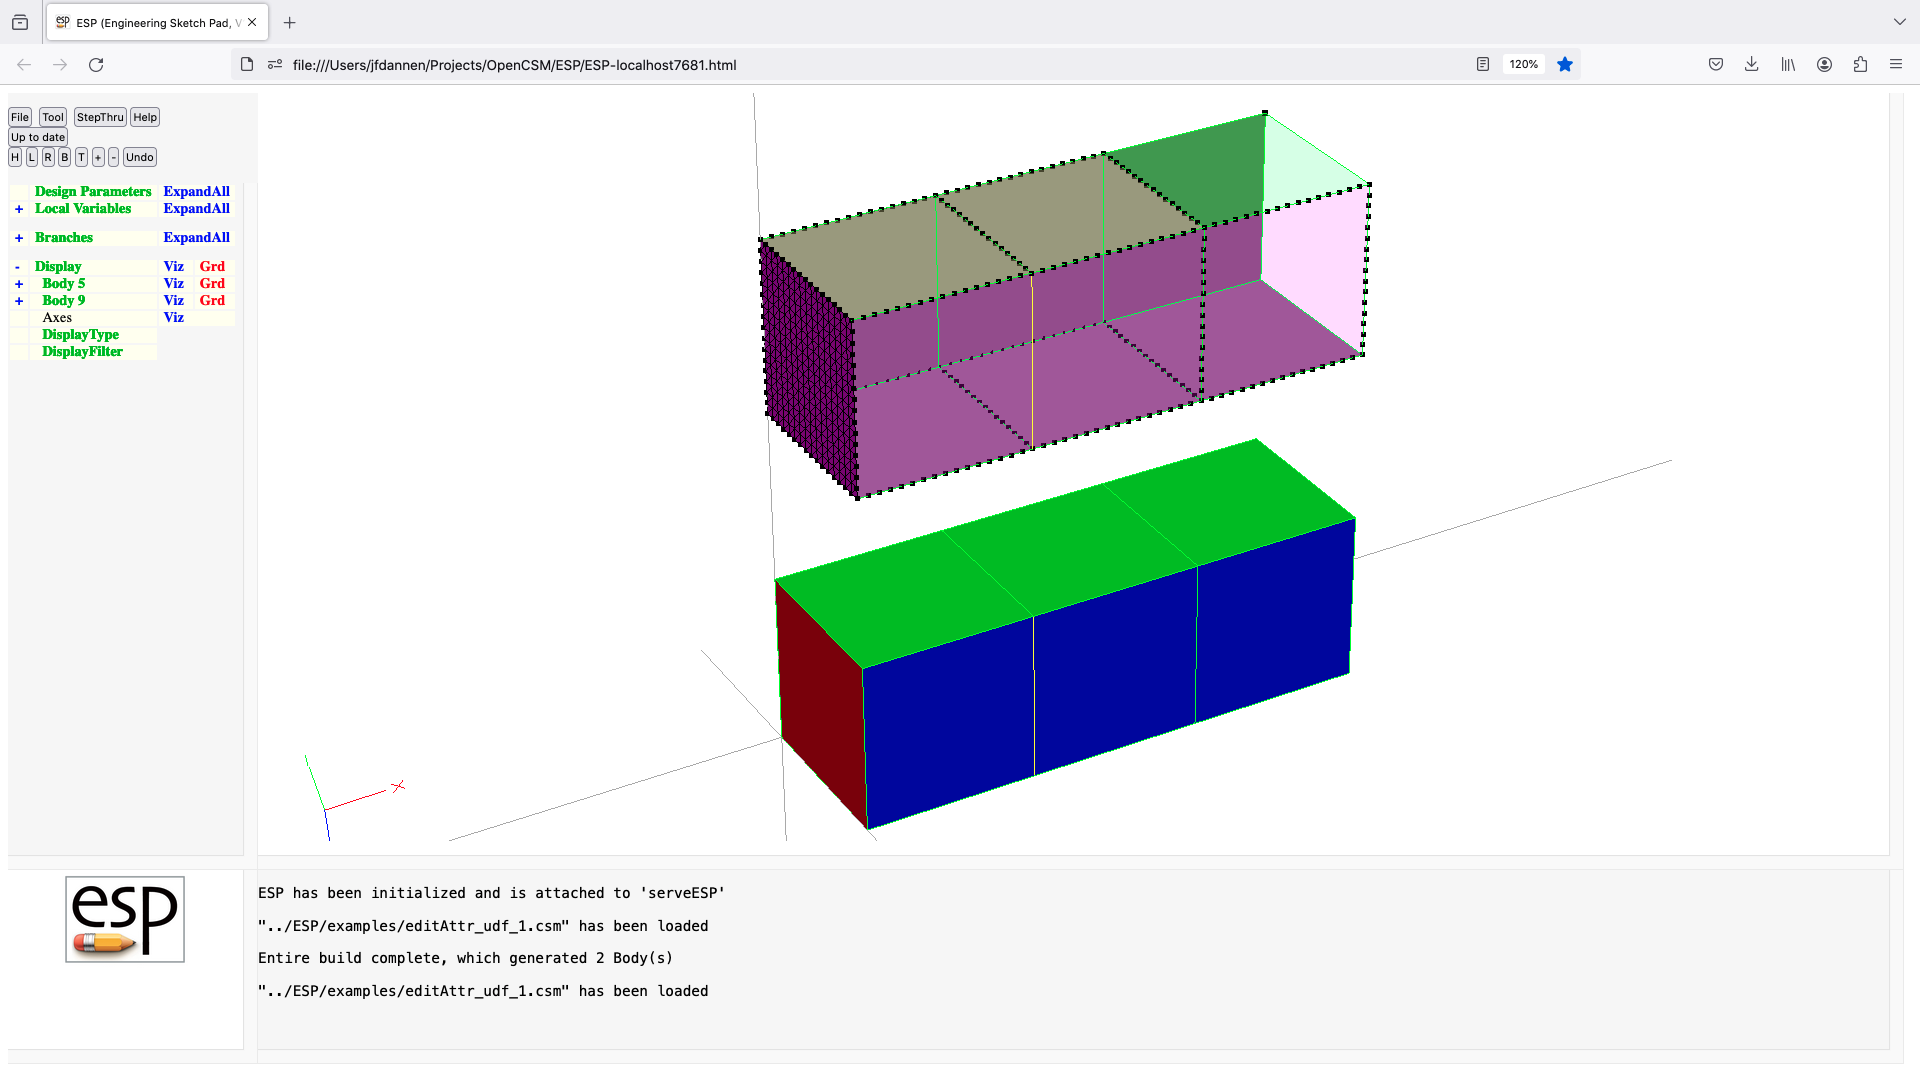 ESP (Engineering Sketch Pad, V
file:///Users/jfdannen/Projects/OpenCSM/ESP/ESP-localhost7681.html
120%
File Tool StepThru Help
Up to date
H L R B T + - Undo
Design Parameters ExpandAll
+ Local Variables ExpandAll
+ Branches ExpandAll
- Display Viz Grd
+ Body 5 Viz Grd
+ Body 9 Viz Grd
Axes Viz
DisplayType
DisplayFilter
X
esp
ESP has been initialized and is attached to 'serveESP'
"../ESP/examples/editAttr_udf_1.csm" has been loaded
Entire build complete, which generated 2 Body(s)
"../ESP/examples/editAttr_udf_1.csm" has been loaded